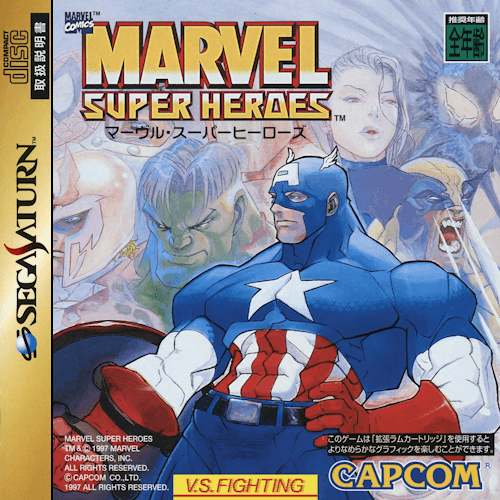 COMPACT
disc
取扱説明書
SEGA SATURN™
MARVEL
COMICS™
MARVEL
SUPER HEROES™
マーヴル・スーパーヒーローズ
推奨年齢
全年齢
A
MARVEL SUPER HEROES
TM & © 1997 MARVEL
CHARACTERS, INC.
ALL RIGHTS RESERVED.
© CAPCOM CO.,LTD.
1997 ALL RIGHTS RESERVED.
V.S. FIGHTING
このゲームは「拡張ラムカートリッジ」を使用すると
よりなめらかなグラフィックを楽しむことができます。
CAPCOM